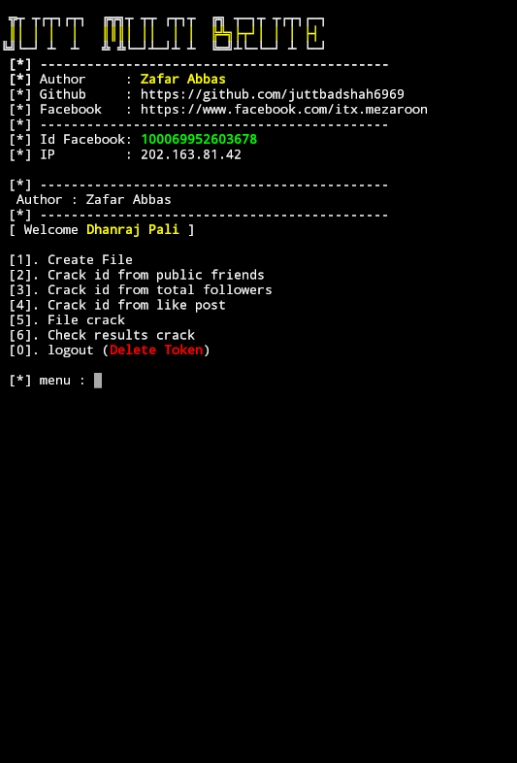 JUTT MULTI BRUTE
[*] ---------------------------------------------
[*] Author     : Zafar Abbas
[*] Github     : https://github.com/juttbadshah6969
[*] Facebook   : https://www.facebook.com/itx.mezaroon
[*] ---------------------------------------------
[*] Id Facebook: 100069952603678
[*] IP         : 202.163.81.42
[*] ---------------------------------------------
Author : Zafar Abbas
[*] ---------------------------------------------
[ Welcome Dhanraj Pali ]
[1]. Create File
[2]. Crack id from public friends
[3]. Crack id from total followers
[4]. Crack id from like post
[5]. File crack
[6]. Check results crack
[0]. logout (Delete Token)
[*] menu :